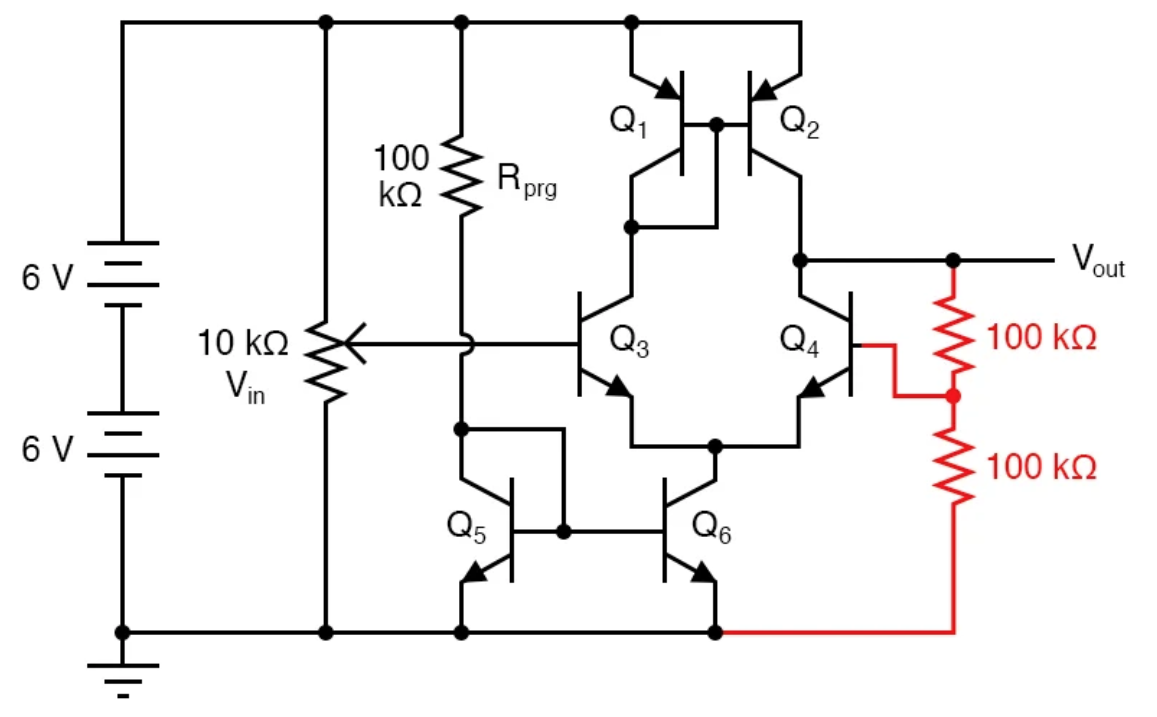 Q1
Q2
100
kΩ
Rprg
6 V
Vout
10 kΩ
Vin
Q3
Q4
100 kΩ
6 V
100 kΩ
Q5
Q6